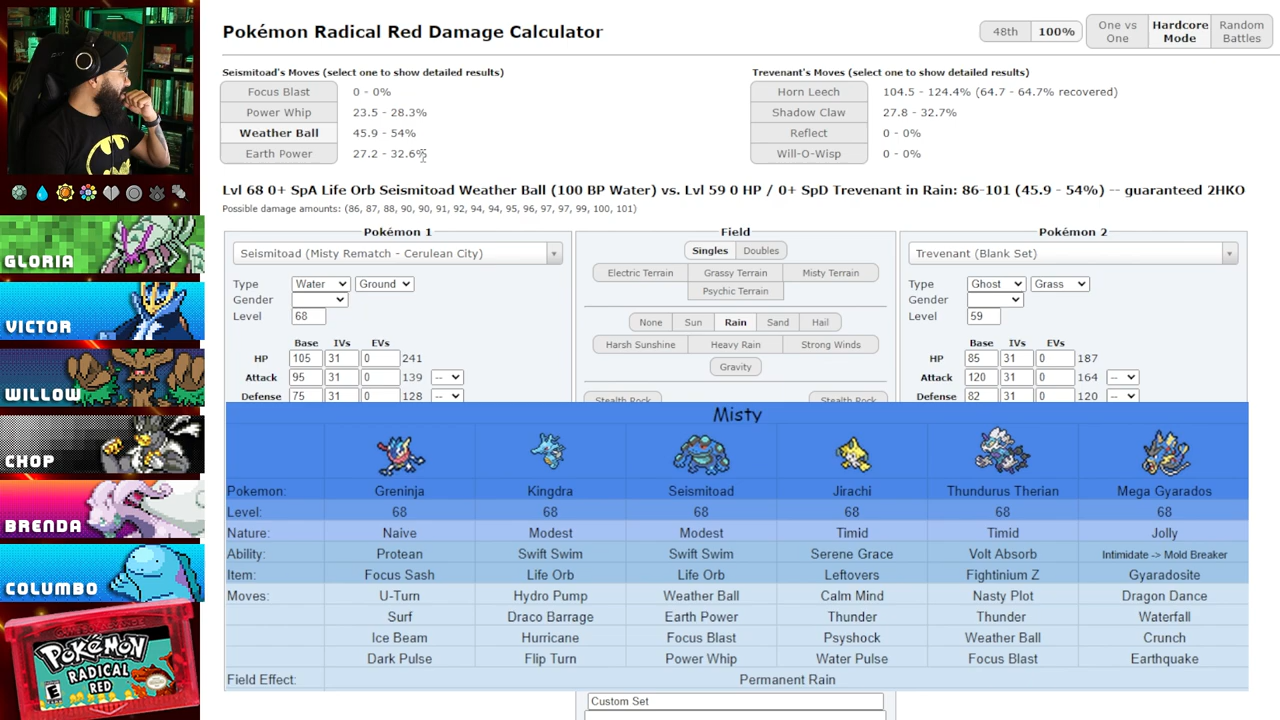 Pokémon Radical Red Damage Calculator
48th 100%
One vs One
Hardcore Mode
Random Battles
Seismitoad's Moves (select one to show detailed results)
Focus Blast 0 - 0%
Power Whip 23.5 - 28.3%
Weather Ball 45.9 - 54%
Earth Power 27.2 - 32.6%
Trevenant's Moves (select one to show detailed results)
Horn Leech 104.5 - 124.4% (64.7 - 64.7% recovered)
Shadow Claw 27.8 - 32.7%
Reflect 0 - 0%
Will-O-Wisp 0 - 0%
Lvl 68 0+ SpA Life Orb Seismitoad Weather Ball (100 BP Water) vs. Lvl 59 0 HP / 0+ SpD Trevenant in Rain: 86-101 (45.9 - 54%) -- guaranteed 2HKO
Possible damage amounts: (86, 87, 88, 90, 90, 91, 92, 94, 94, 95, 96, 97, 97, 99, 100, 101)
Pokémon 1
Seismitoad (Misty Rematch - Cerulean City)
Type Water Ground
Gender
Level 68
Base IVs EVs
HP 105 31 0 241
Attack 95 31 0 139 --
Defense 75 31 0 128 --
Field
Singles Doubles
Electric Terrain Grassy Terrain Misty Terrain
Psychic Terrain
None Sun Rain Sand Hail
Harsh Sunshine Heavy Rain Strong Winds
Gravity
Stealth Rock Stealth Rock
Pokémon 2
Trevenant (Blank Set)
Type Ghost Grass
Gender
Level 59
Base IVs EVs
HP 85 31 0 187
Attack 120 31 0 164 --
Defense 82 31 0 120 --
Misty
Pokemon: Greninja Kingdra Seismitoad Jirachi Thundurus Therian Mega Gyarados
Level: 68 68 68 68 68 68
Nature: Naive Modest Modest Timid Timid Jolly
Ability: Protean Swift Swim Swift Swim Serene Grace Volt Absorb Intimidate -> Mold Breaker
Item: Focus Sash Life Orb Life Orb Leftovers Fightinium Z Gyaradosite
Moves: U-Turn Hydro Pump Weather Ball Calm Mind Nasty Plot Dragon Dance
Surf Draco Barrage Earth Power Thunder Thunder Waterfall
Ice Beam Hurricane Focus Blast Psyshock Weather Ball Crunch
Dark Pulse Flip Turn Power Whip Water Pulse Focus Blast Earthquake
Field Effect: Permanent Rain
Custom Set
GLORIA
VICTOR
WILLOW
CHOP
BRENDA
COLUMBO
POKéMON
RADICAL
RED
BATMAN